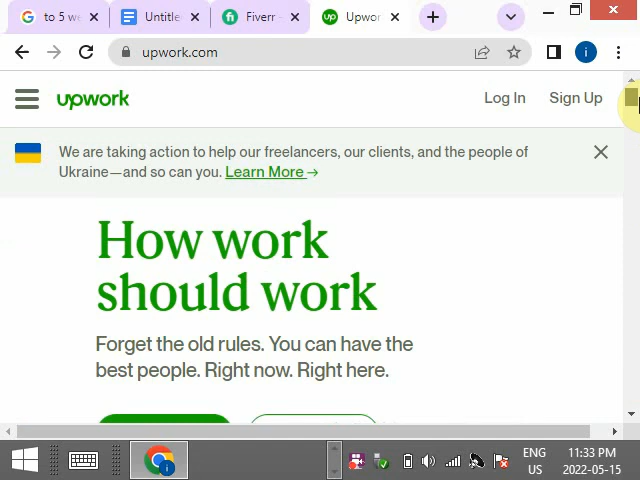 to 5 we
Untitle
Fiverr -
up
Upwor
upwork.com
i
upwork
Log In
Sign Up
We are taking action to help our freelancers, our clients, and the people of
Ukraine—and so can you. Learn More →
How work
should work
Forget the old rules. You can have the
best people. Right now. Right here.
i
ENG
US
11:33 PM
2022-05-15